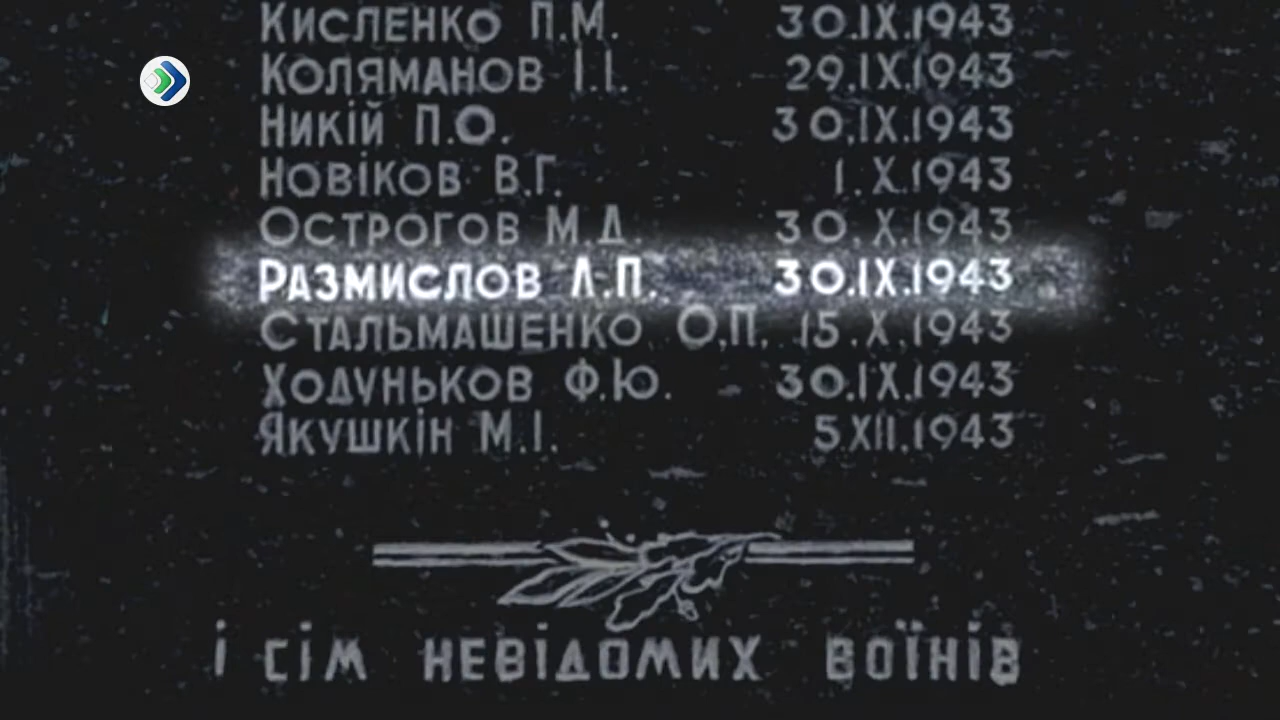 Кисленко П.М. 30.IX.1943
Коляманов І.І. 29.IX.1943
Никій П.О. 30.IX.1943
Новіков В.Г. 1.X.1943
Острогов М.Д. 30.X.1943
Размислов Л.П. 30.IX.1943
Стальмашенко О.П. 15.X.1943
Ходуньков Ф.Ю. 30.IX.1943
Якушкін М.І. 5.XII.1943
і сім невідомих воїнів